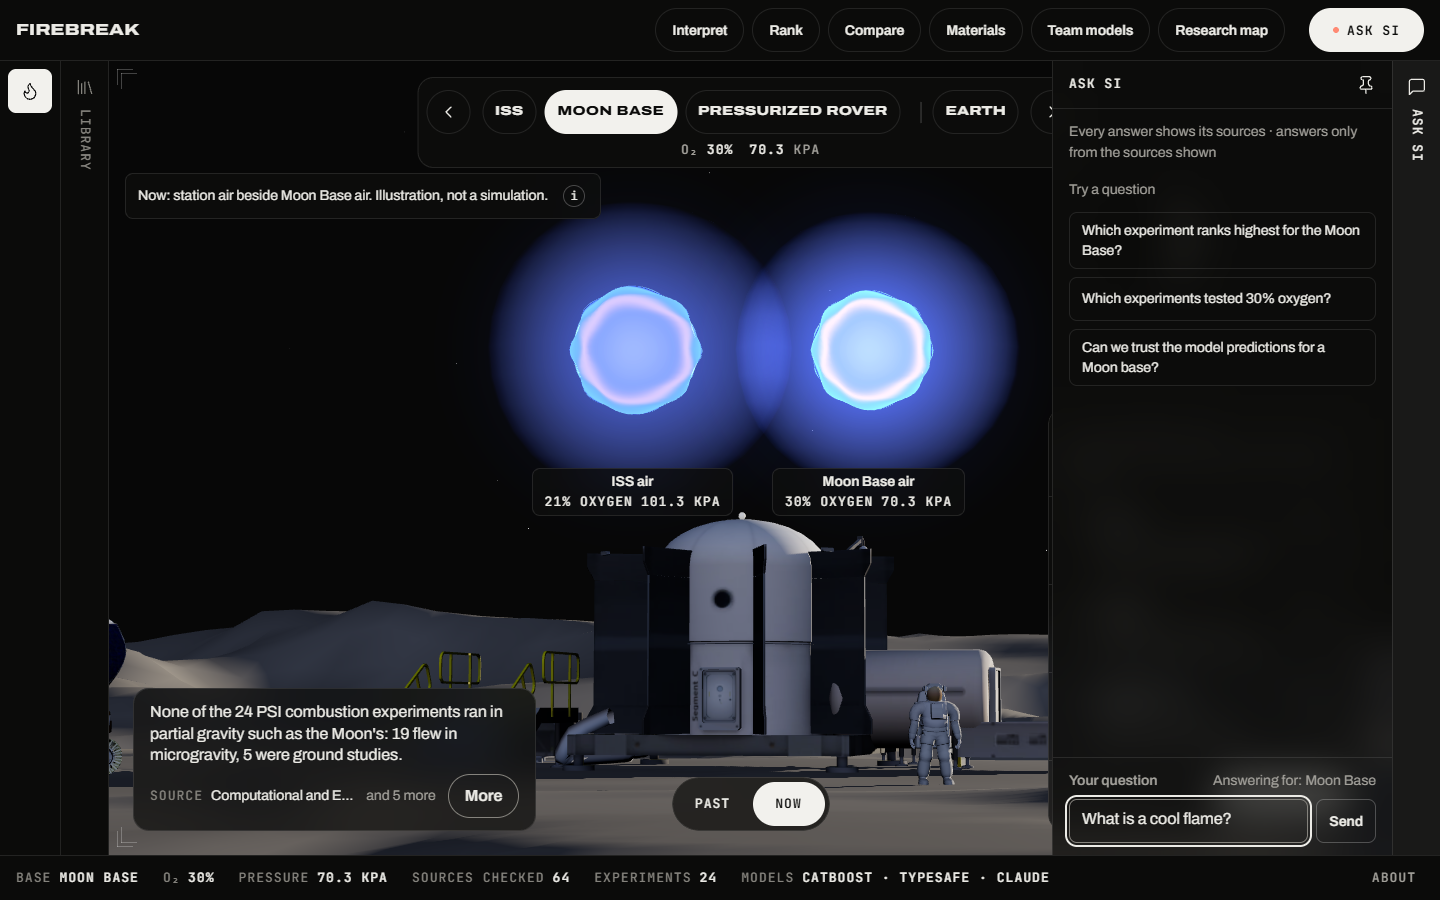 FIREBREAK
Interpret
Rank
Compare
Materials
Team models
Research map
ASK SI
LIBRARY
ISS
MOON BASE
PRESSURIZED ROVER
EARTH
O₂ 30% 70.3 KPA
Now: station air beside Moon Base air. Illustration, not a simulation.
i
ISS air
21% OXYGEN 101.3 KPA
Moon Base air
30% OXYGEN 70.3 KPA
Segment C
None of the 24 PSI combustion experiments ran in
partial gravity such as the Moon's: 19 flew in
microgravity, 5 were ground studies.
SOURCE Computational and E... and 5 more
More
PAST
NOW
ASK SI
Every answer shows its sources · answers only
from the sources shown
Try a question
Which experiment ranks highest for the Moon
Base?
Which experiments tested 30% oxygen?
Can we trust the model predictions for a
Moon base?
Your question
Answering for: Moon Base
What is a cool flame?
Send
ASK SI
BASE MOON BASE O₂ 30% PRESSURE 70.3 KPA SOURCES CHECKED 64 EXPERIMENTS 24 MODELS CATBOOST · TYPESAFE · CLAUDE
ABOUT